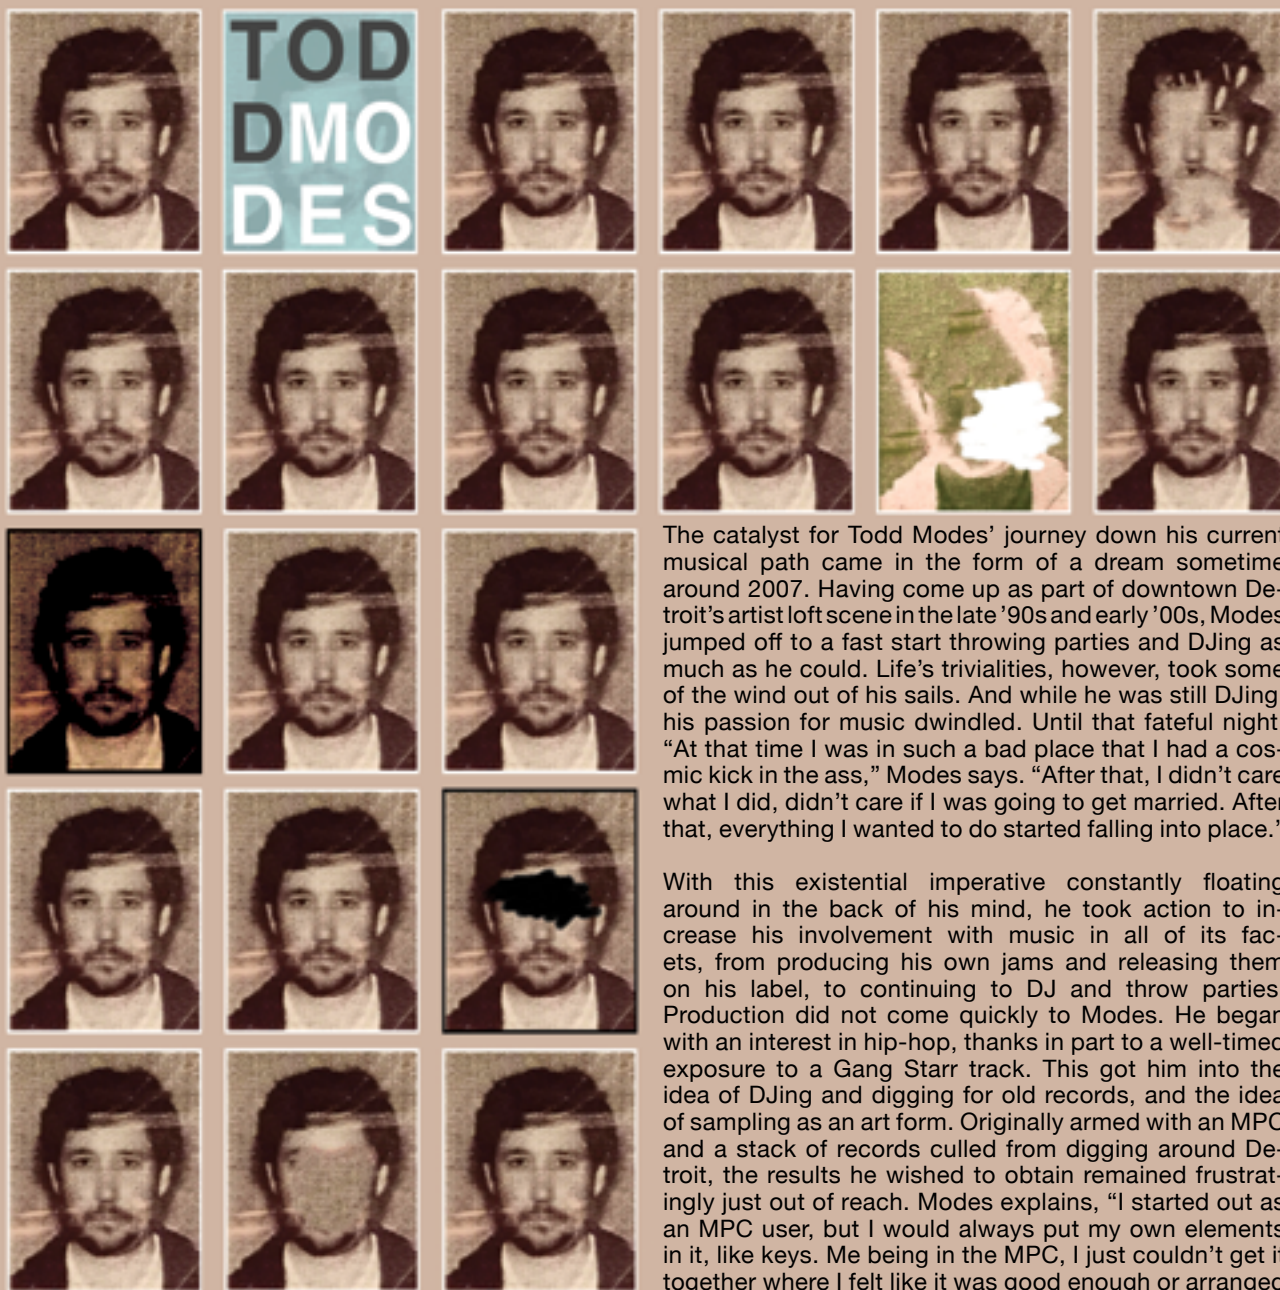 TOD
DMO
DES
The catalyst for Todd Modes' journey down his current
musical path came in the form of a dream sometime
around 2007. Having come up as part of downtown De-
troit's artist loft scene in the late '90s and early '00s, Modes
jumped off to a fast start throwing parties and DJing as
much as he could. Life's trivialities, however, took some
of the wind out of his sails. And while he was still DJing
his passion for music dwindled. Until that fateful night
“At that time I was in such a bad place that I had a cos-
mic kick in the ass,” Modes says. “After that, I didn't care
what I did, didn't care if I was going to get married. After
that, everything I wanted to do started falling into place.”
With this existential imperative constantly floating
around in the back of his mind, he took action to in-
crease his involvement with music in all of its fac-
ets, from producing his own jams and releasing them
on his label, to continuing to DJ and throw parties
Production did not come quickly to Modes. He began
with an interest in hip-hop, thanks in part to a well-timed
exposure to a Gang Starr track. This got him into the
idea of DJing and digging for old records, and the idea
of sampling as an art form. Originally armed with an MPC
and a stack of records culled from digging around De-
troit, the results he wished to obtain remained frustrat-
ingly just out of reach. Modes explains, “I started out as
an MPC user, but I would always put my own elements
in it, like keys. Me being in the MPC, I just couldn't get it
together where I felt like it was good enough or arranged